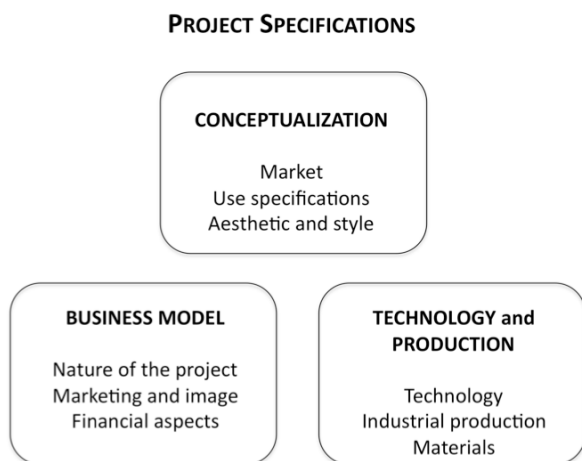 PROJECT SPECIFICATIONS
CONCEPTUALIZATION
Market
Use specifications
Aesthetic and style
BUSINESS MODEL
Nature of the project
Marketing and image
Financial aspects
TECHNOLOGY and
PRODUCTION
Technology
Industrial production
Materials